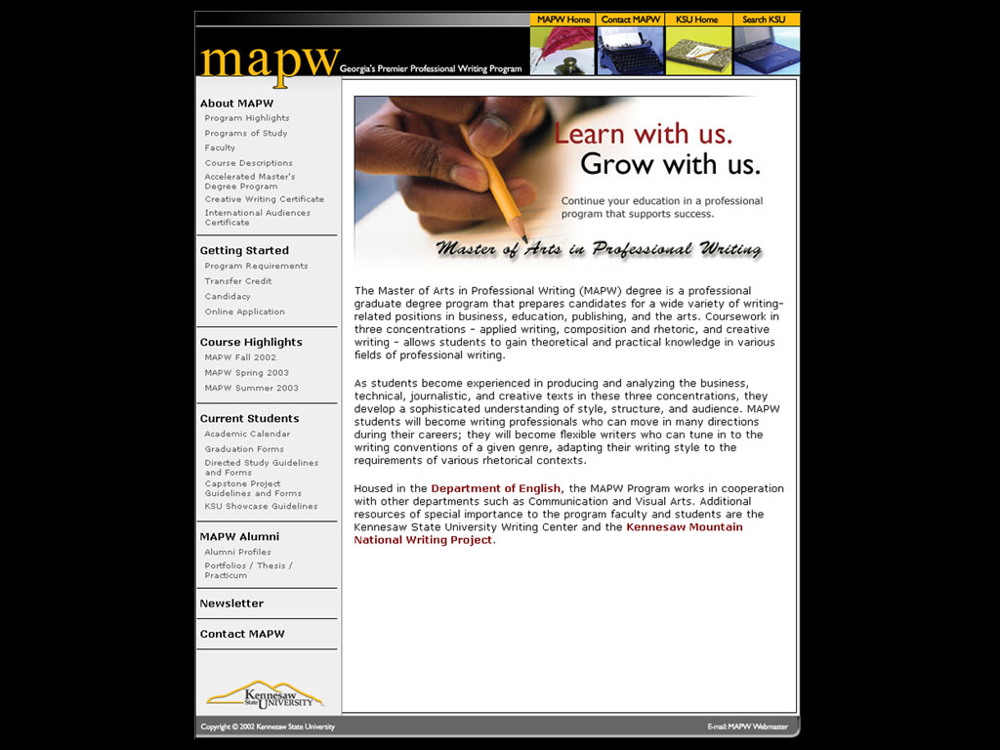 MAPW Home
Contact MAPW
KSU Home
Search KSU
mapw
Georgia's Premier Professional Writing Program
About MAPW
Program Highlights
Programs of Study
Faculty
Course Descriptions
Accelerated Master's
Degree Program
Creative Writing Certificate
International Audiences
Certificate
Getting Started
Program Requirements
Transfer Credit
Candidacy
Online Application
Course Highlights
MAPW Fall 2002
MAPW Spring 2003
MAPW Summer 2003
Current Students
Academic Calendar
Graduation Forms
Directed Study Guidelines
and Forms
Capstone Project
Guidelines and Forms
KSU Showcase Guidelines
MAPW Alumni
Alumni Profiles
Portfolios / Thesis /
Practicum
Newsletter
Contact MAPW
Kennesaw
State UNIVERSITY
Learn with us.
Grow with us.
Continue your education in a professional
program that supports success.
Master of Arts in Professional Writing
The Master of Arts in Professional Writing (MAPW) degree is a professional
graduate degree program that prepares candidates for a wide variety of writing-
related positions in business, education, publishing, and the arts. Coursework in
three concentrations - applied writing, composition and rhetoric, and creative
writing - allows students to gain theoretical and practical knowledge in various
fields of professional writing.
As students become experienced in producing and analyzing the business,
technical, journalistic, and creative texts in these three concentrations, they
develop a sophisticated understanding of style, structure, and audience. MAPW
students will become writing professionals who can move in many directions
during their careers; they will become flexible writers who can tune in to the
writing conventions of a given genre, adapting their writing style to the
requirements of various rhetorical contexts.
Housed in the Department of English, the MAPW Program works in cooperation
with other departments such as Communication and Visual Arts. Additional
resources of special importance to the program faculty and students are the
Kennesaw State University Writing Center and the Kennesaw Mountain
National Writing Project.
Copyright © 2002 Kennesaw State University
E-mail: MAPW Webmaster